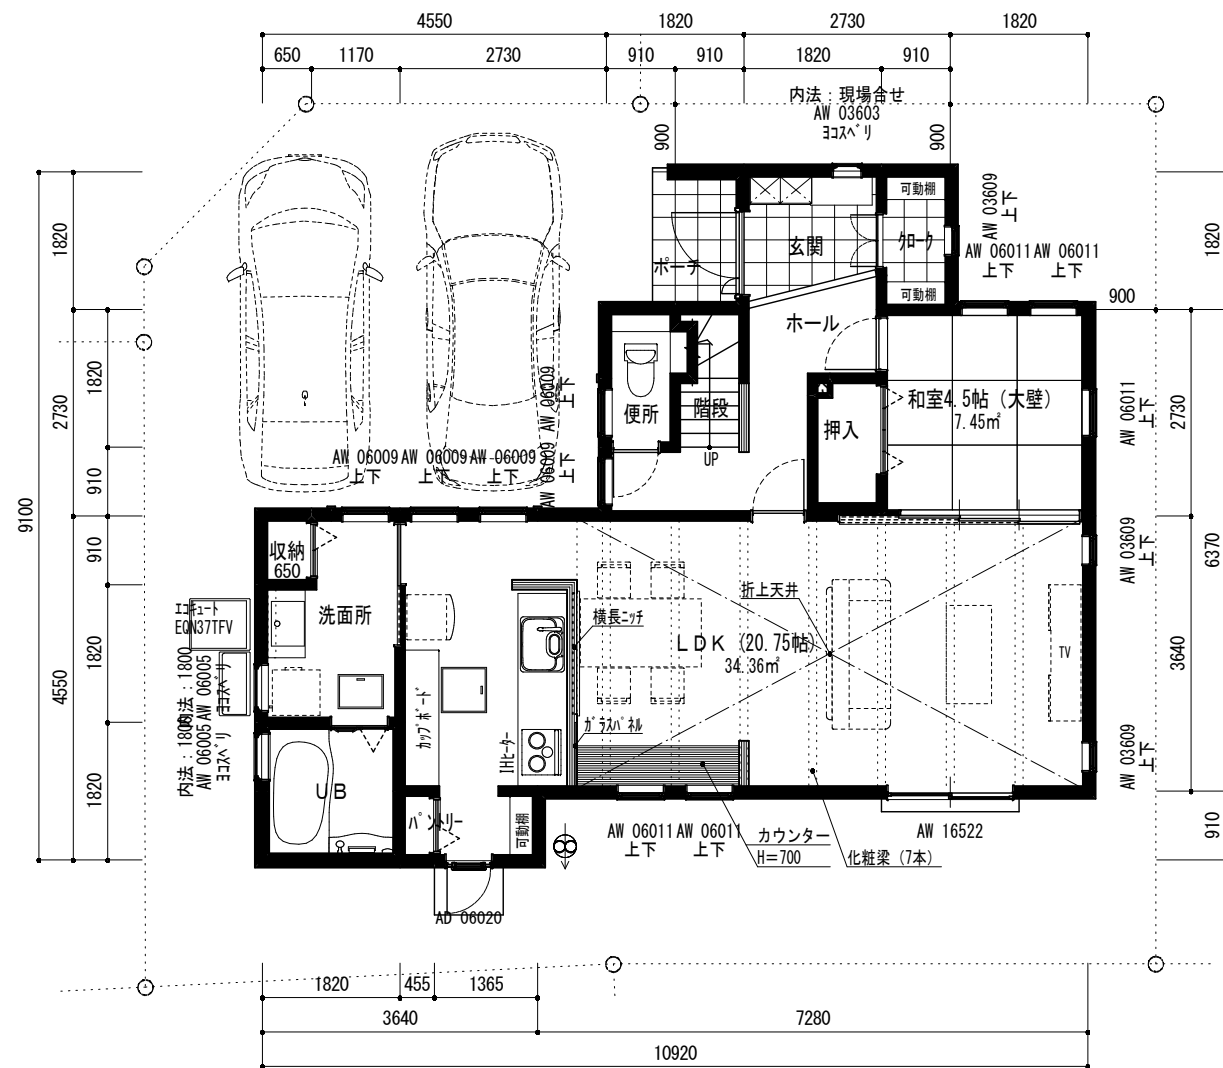 4550
1820
2730
1820
650
1170
2730
910
910
1820
910
内法：現場合せ
AW 03603
ﾖｺｽﾍﾞﾘ
900
900
可動棚
AW 03609
上下
1820
1820
玄関
ｸﾛｰｸ
AW 06011
上下
AW 06011
上下
ポーチ
可動棚
900
ホール
1820
2730
AW 06009
上下
便所
階段
和室4.5帖（大壁）
7.45㎡
AW 06011
上下
2730
押入
UP
AW 06009
上下
AW 06009
上下
AW 06009
上下
AW 06009
上下
910
9100
910
収納
650
AW 03609
上下
6370
ｴｺｷｭｰﾄ
EQN37TFV
洗面所
折上天井
横長ﾆｯﾁ
LDK（20.75帖）
34.36㎡
TV
1820
4550
3640
内法：1800
AW 06005
ﾖｺｽﾍﾞﾘ
ｶｯﾌﾟﾎﾞｰﾄﾞ
ｶﾞﾗｽﾊﾟﾈﾙ
IHﾋｰﾀｰ
内法：1800
AW 06005
ﾖｺｽﾍﾞﾘ
UB
AW 03609
上下
1820
ﾊﾟﾝﾄﾘｰ
可動棚
AW 06011
上下
AW 06011
上下
カウンター
H＝700
化粧梁（7本）
AW 16522
910
AD 06020
1820
455
1365
3640
7280
10920